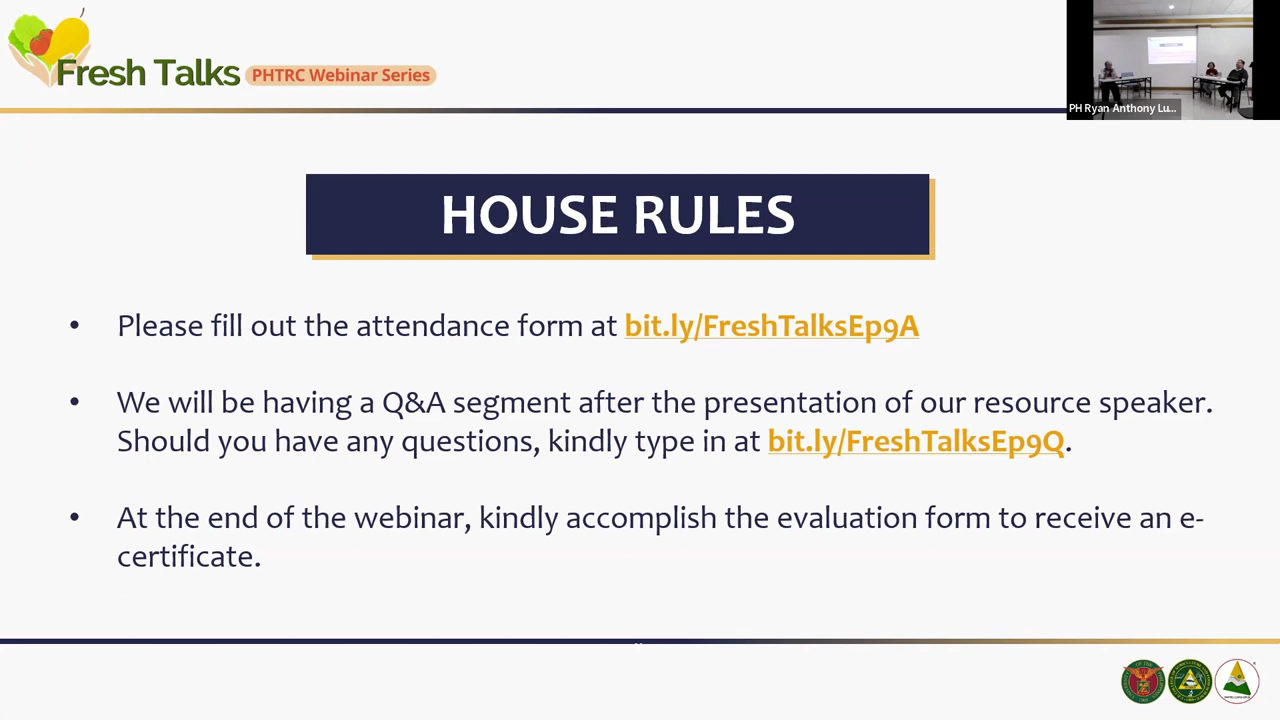 Fresh Talks PHTRC Webinar Series
PH Ryan Anthony Lu...
HOUSE RULES
• Please fill out the attendance form at bit.ly/FreshTalksEp9A
• We will be having a Q&A segment after the presentation of our resource speaker.
Should you have any questions, kindly type in at bit.ly/FreshTalksEp9Q.
• At the end of the webinar, kindly accomplish the evaluation form to receive an e-
certificate.